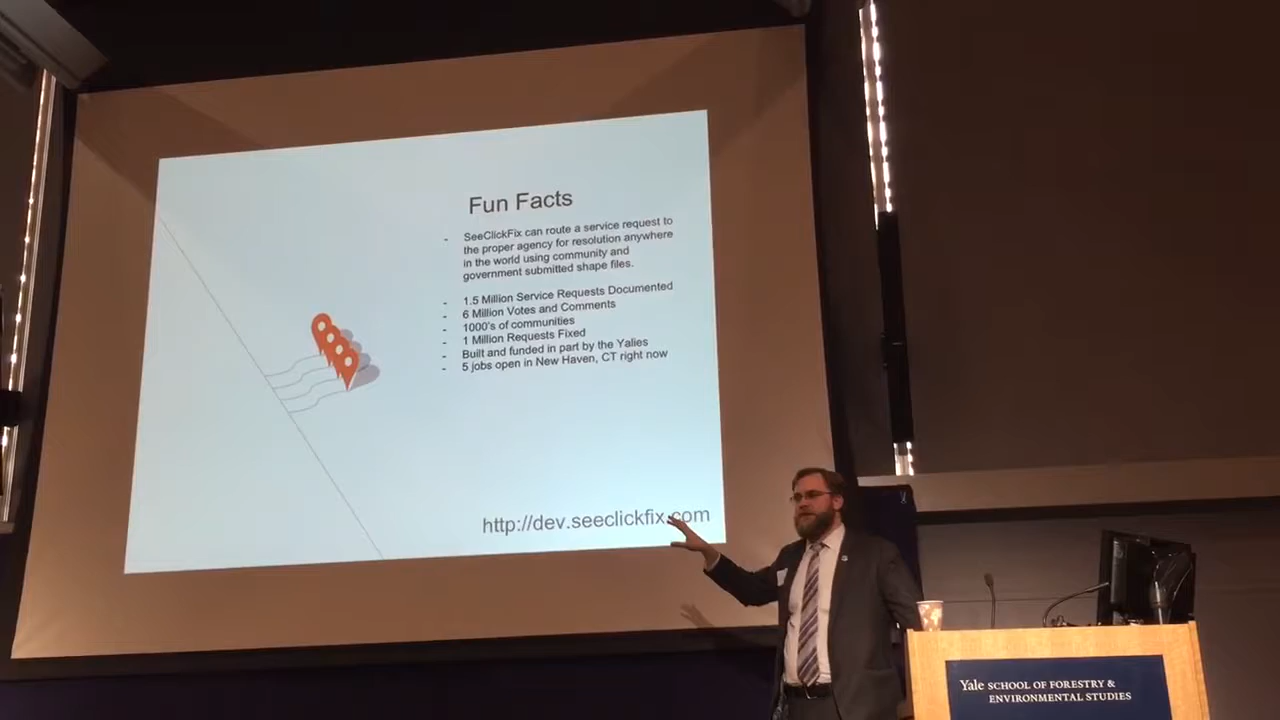 Fun Facts
- SeeClickFix can route a service request to
the proper agency for resolution anywhere
in the world using community and
government submitted shape files.
- 1.5 Million Service Requests Documented
- 6 Million Votes and Comments
- 1000's of communities
- 1 Million Requests Fixed
- Built and funded in part by the Yalies
- 5 jobs open in New Haven, CT right now
http://dev.seeclickfix.com
Yale SCHOOL OF FORESTRY &
ENVIRONMENTAL STUDIES